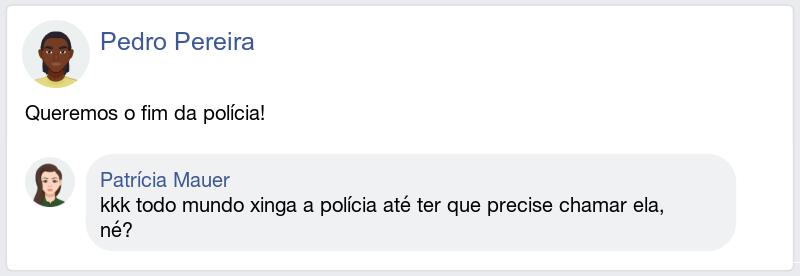 Pedro Pereira
Queremos o fim da polícia!
Patrícia Mauer
kkk todo mundo xinga a polícia até ter que precise chamar ela,
né?